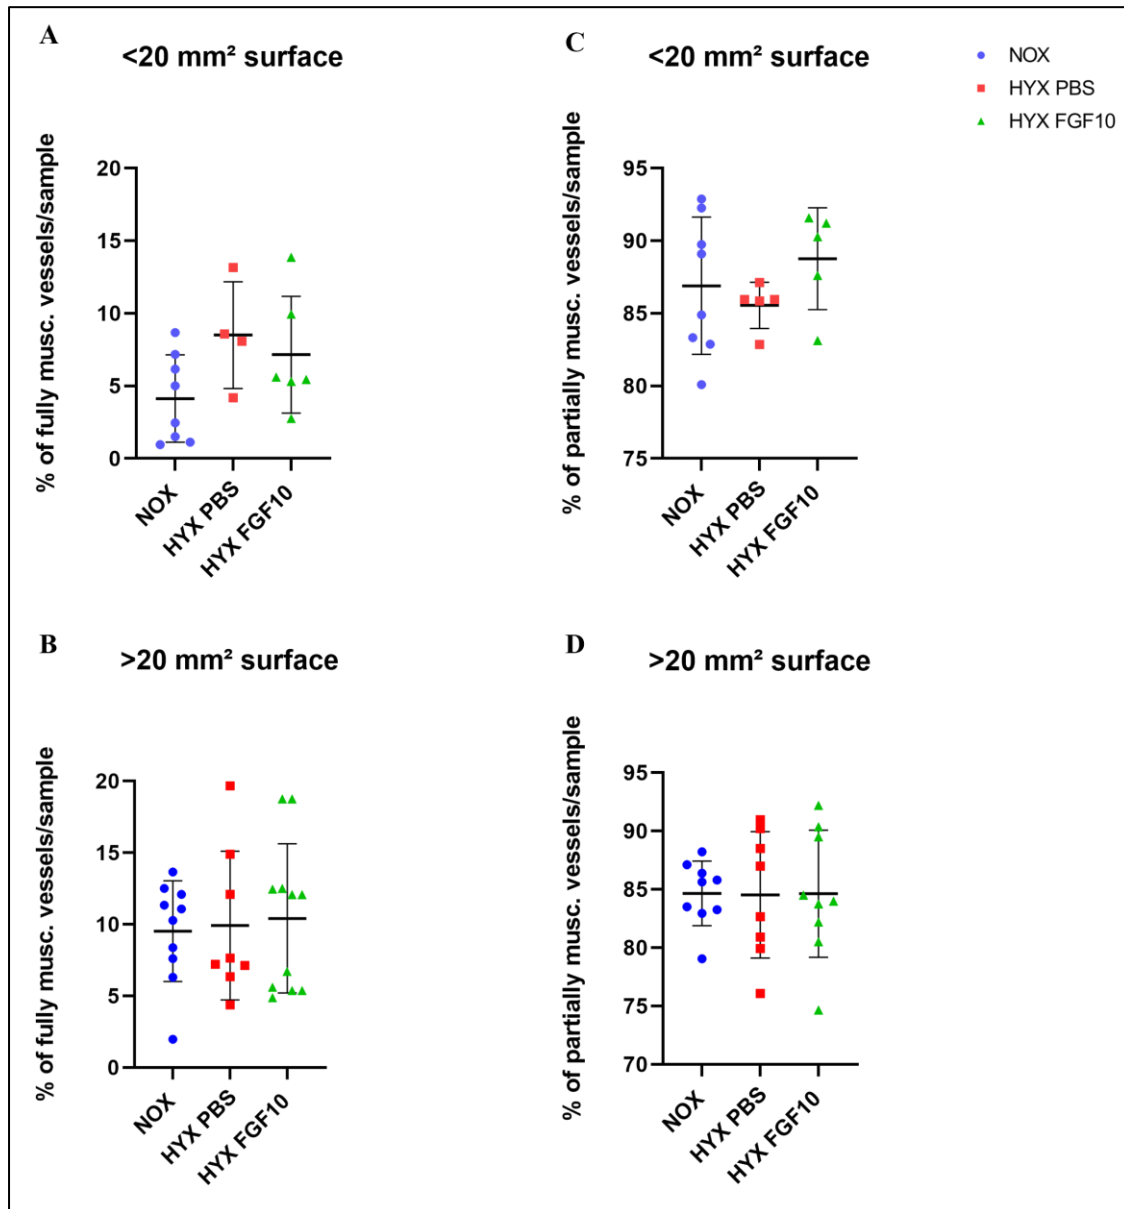 A
<20 mm² surface
% of fully musc. vessels/sample
20
15
10
5
0
NOX
HYX PBS
HYX FGF10
C
<20 mm² surface
% of partially musc. vessels/sample
95
90
85
80
75
NOX
HYX PBS
HYX FGF10
NOX
HYX PBS
HYX FGF10
B
>20 mm² surface
% of fully musc. vessels/sample
20
15
10
5
0
NOX
HYX PBS
HYX FGF10
D
>20 mm² surface
% of partially musc. vessels/sample
95
90
85
80
75
70
NOX
HYX PBS
HYX FGF10